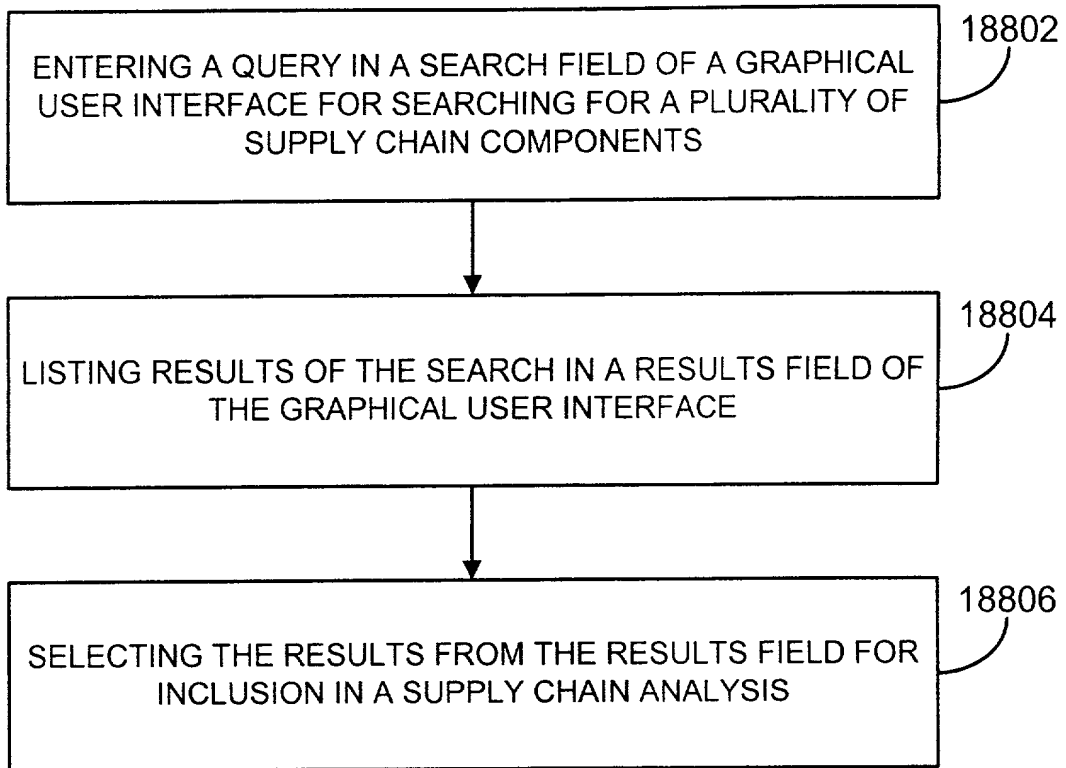 18802
ENTERING A QUERY IN A SEARCH FIELD OF A GRAPHICAL
USER INTERFACE FOR SEARCHING FOR A PLURALITY OF
SUPPLY CHAIN COMPONENTS
18804
LISTING RESULTS OF THE SEARCH IN A RESULTS FIELD OF
THE GRAPHICAL USER INTERFACE
18806
SELECTING THE RESULTS FROM THE RESULTS FIELD FOR
INCLUSION IN A SUPPLY CHAIN ANALYSIS